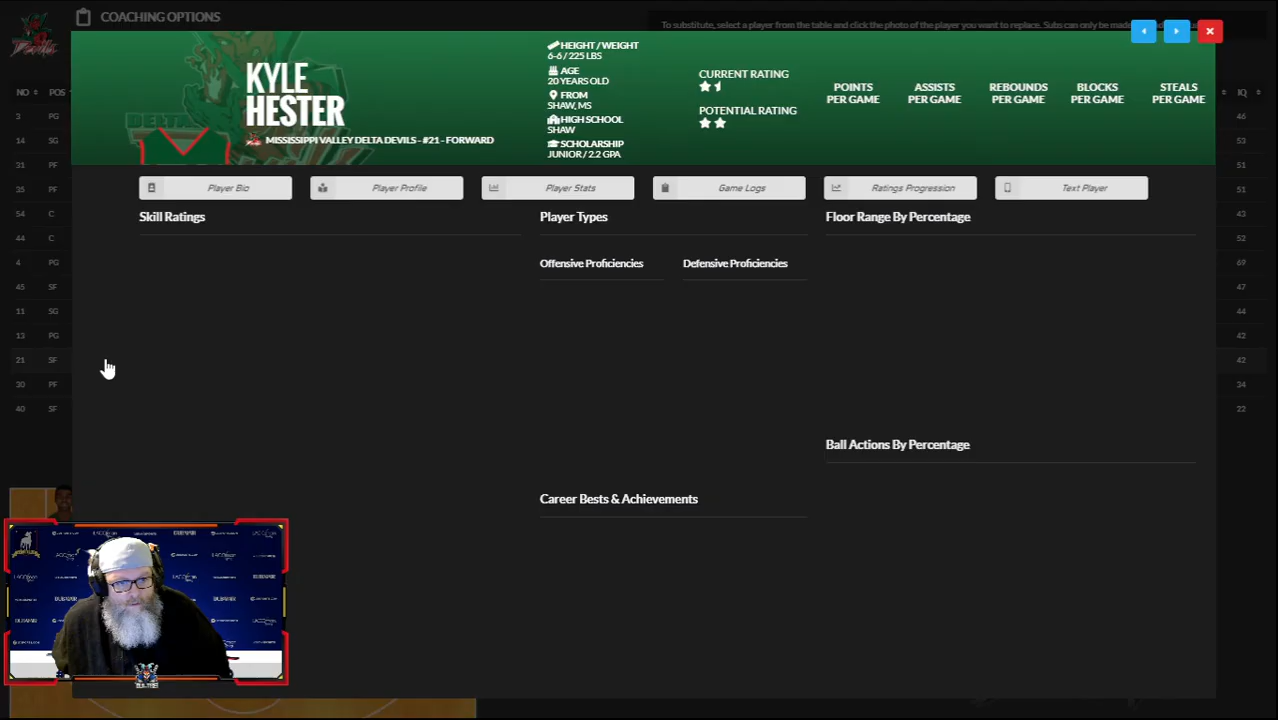 COACHING OPTIONS
To substitute, select a player from the table and click the photo of the player you want to replace. Subs can only be made
Devils
KYLE
HESTER
MISSISSIPPI VALLEY DELTA DEVILS - #21 - FORWARD
HEIGHT / WEIGHT
6-6 / 225 LBS
AGE
20 YEARS OLD
FROM
SHAW, MS
HIGH SCHOOL
SHAW
SCHOLARSHIP
JUNIOR / 2.2 GPA
CURRENT RATING
POTENTIAL RATING
POINTS
PER GAME
ASSISTS
PER GAME
REBOUNDS
PER GAME
BLOCKS
PER GAME
STEALS
PER GAME
Player Bio
Player Profile
Player Stats
Game Logs
Ratings Progression
Text Player
Skill Ratings
Player Types
Floor Range By Percentage
Offensive Proficiencies
Defensive Proficiencies
Ball Actions By Percentage
Career Bests & Achievements
NO POS IQ
3 PG 46
14 SG 53
31 PF 51
35 PF 51
54 C 43
44 C 52
4 PG 69
45 SF 47
11 SG 44
13 PG 42
21 SF 42
30 PF 34
40 SF 22